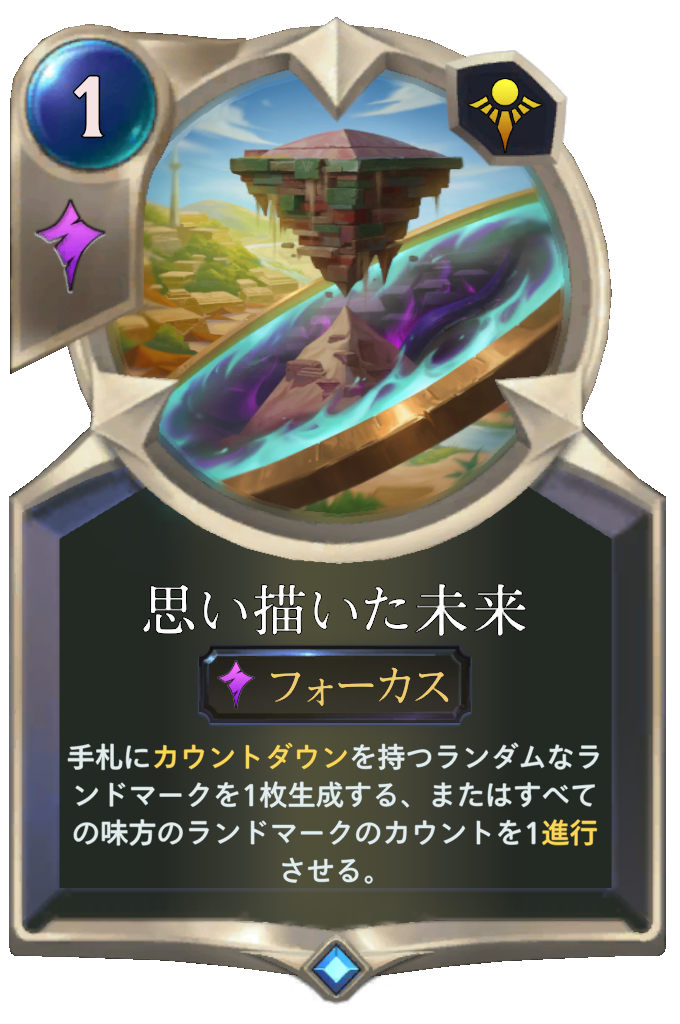 1
思い描いた未来
フォーカス
手札にカウントダウンを持つランダムなラ
ンドマークを1枚生成する、またはすべて
の味方のランドマークのカウントを1進行
させる。